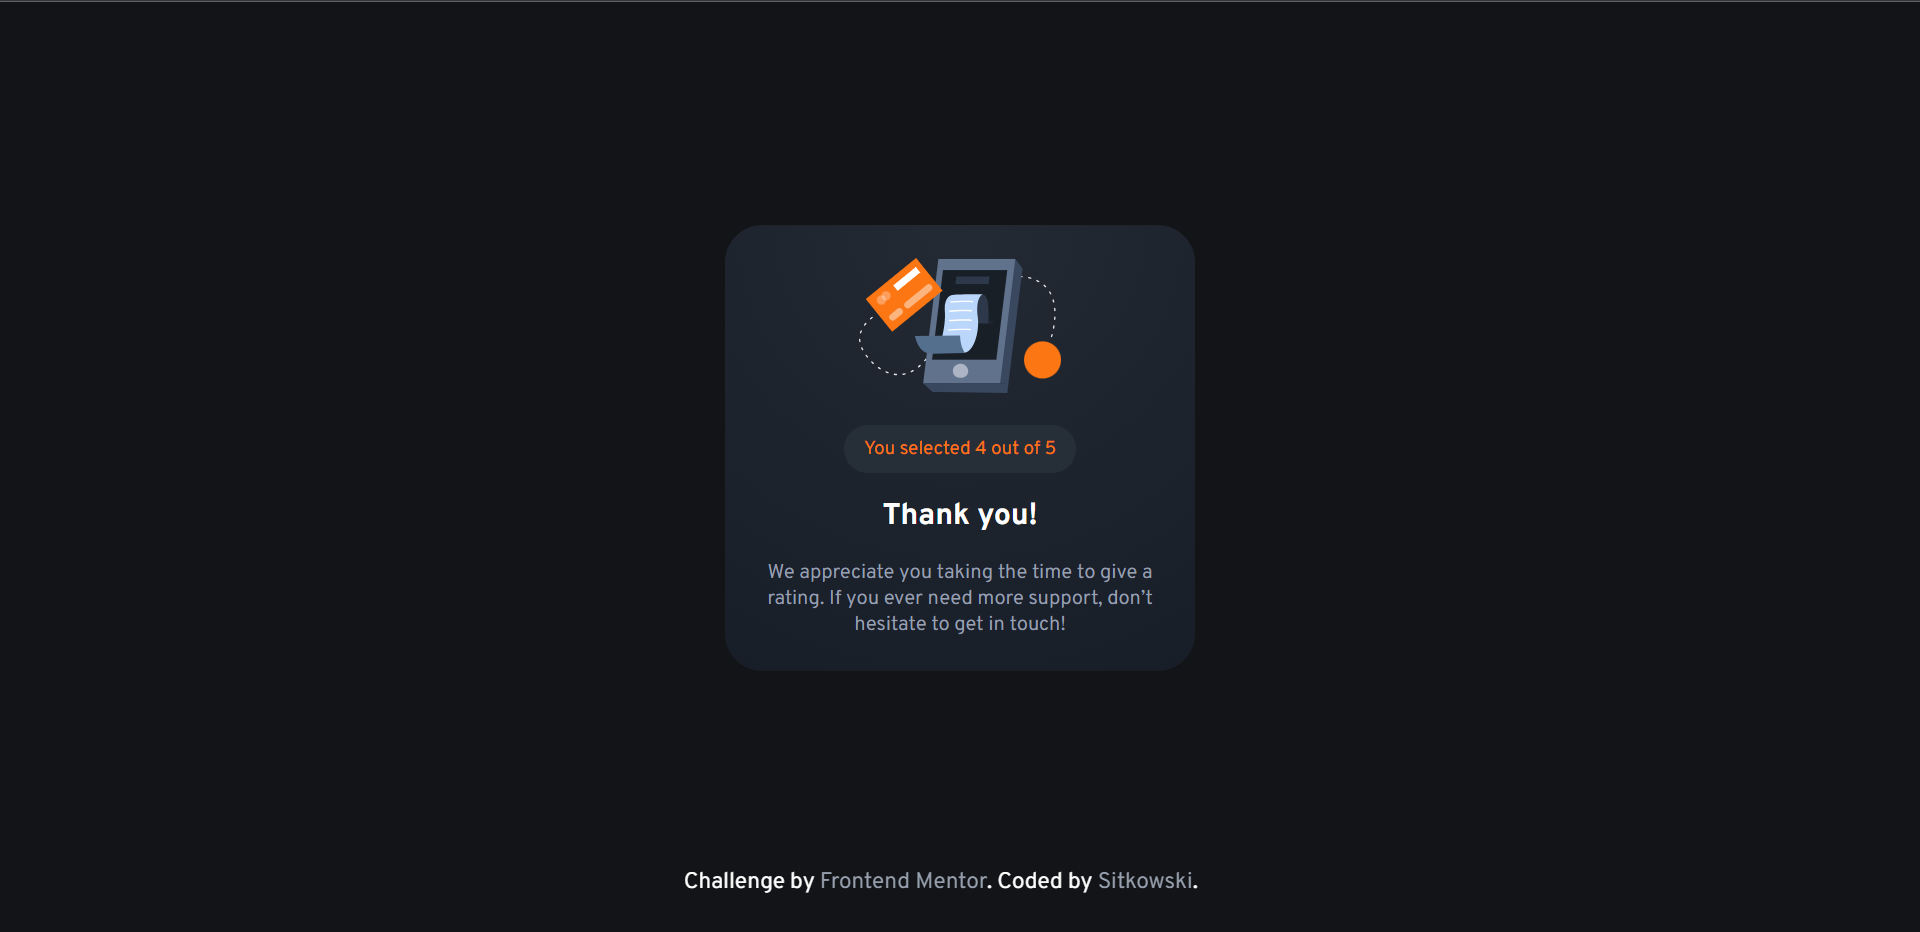 You selected 4 out of 5
Thank you!
We appreciate you taking the time to give a
rating. If you ever need more support, don’t
hesitate to get in touch!
Challenge by Frontend Mentor. Coded by Sitkowski.